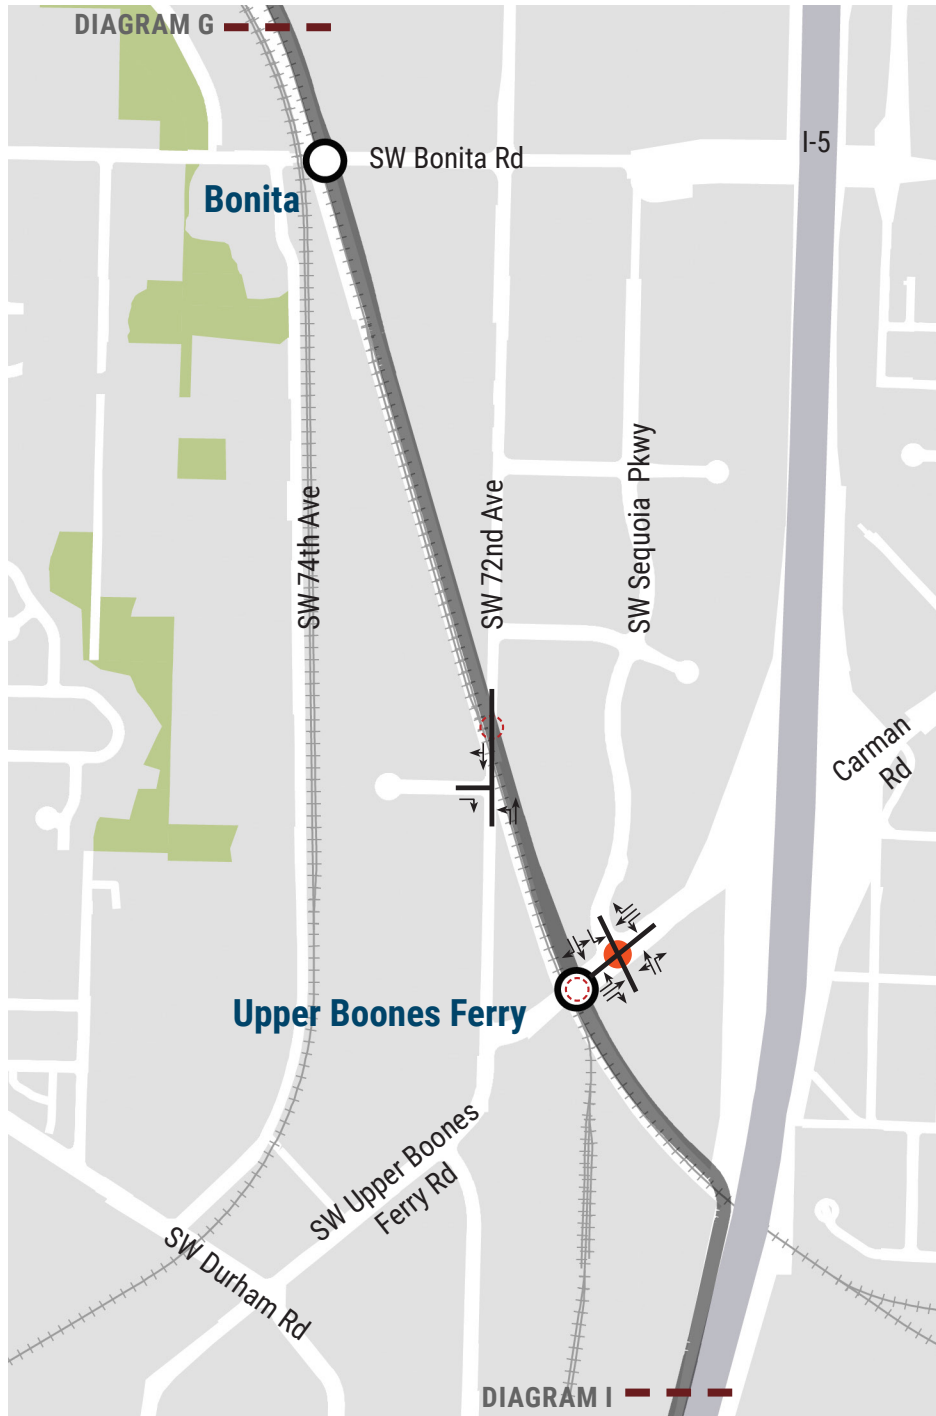 DIAGRAM G
I-5
SW Bonita Rd
Bonita
SW 74th Ave
SW 72nd Ave
SW Sequoia Pkwy
Carman
Rd
Upper Boones Ferry
SW Upper Boones
Ferry Rd
SW Durham Rd
DIAGRAM I